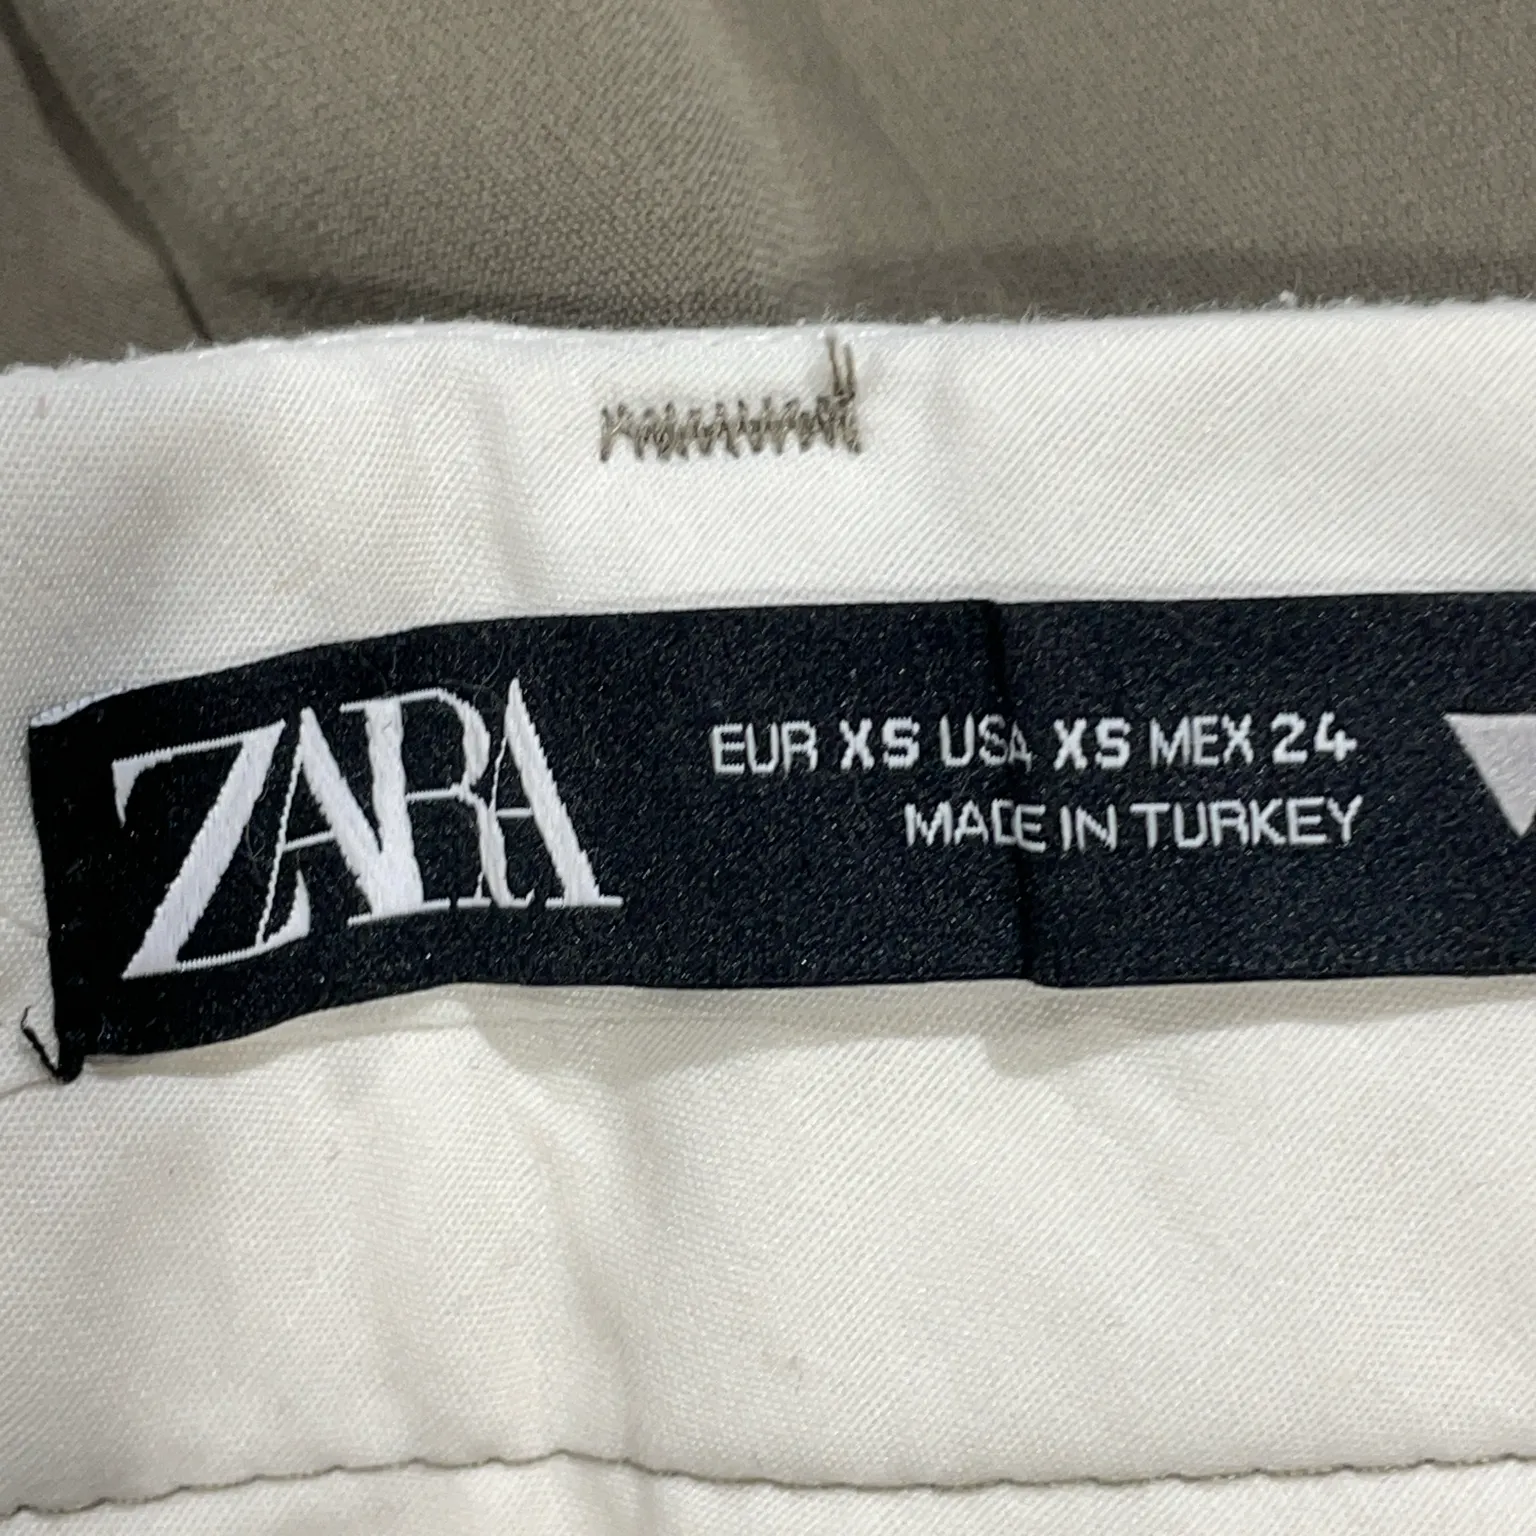 ZARA
EUR XS USA XS MEX 24
MADE IN TURKEY